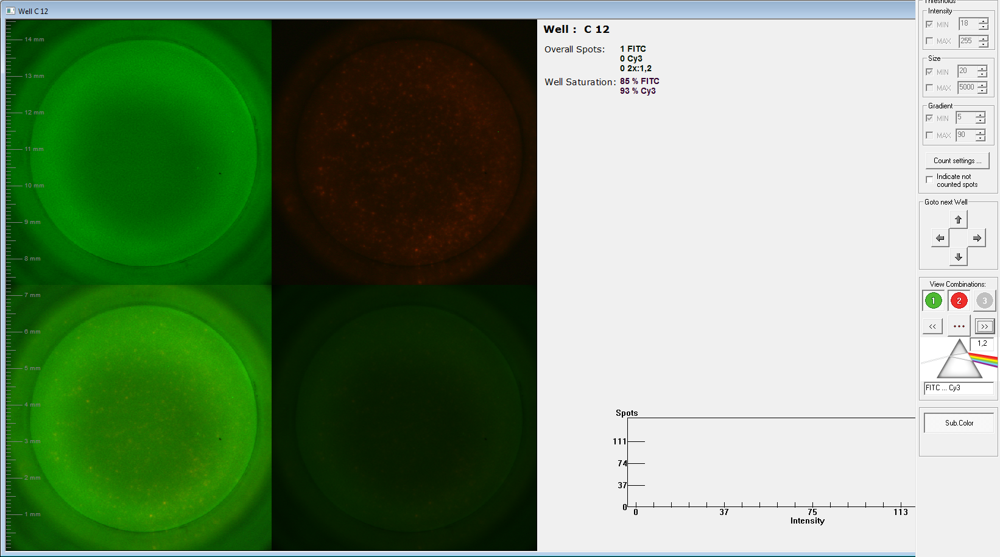 Well C 12
14 mm
13 mm
12 mm
11 mm
10 mm
9 mm
8 mm
7 mm
6 mm
5 mm
4 mm
3 mm
2 mm
1 mm
Well : C 12
Overall Spots: 1 FITC
0 Cy3
0 2x:1,2
Well Saturation: 85 % FITC
93 % Cy3
Spots
111
74
37
0
0 37 75 113
Intensity
Thresholds
Intensity
MIN 18
MAX 255
Size
MIN 20
MAX 5000
Gradient
MIN 5
MAX 90
Count settings ...
Indicate not
counted spots
Goto next Well
View Combinations:
1 2 3
<< ... >>
1,2
FITC ... Cy3
Sub.Color